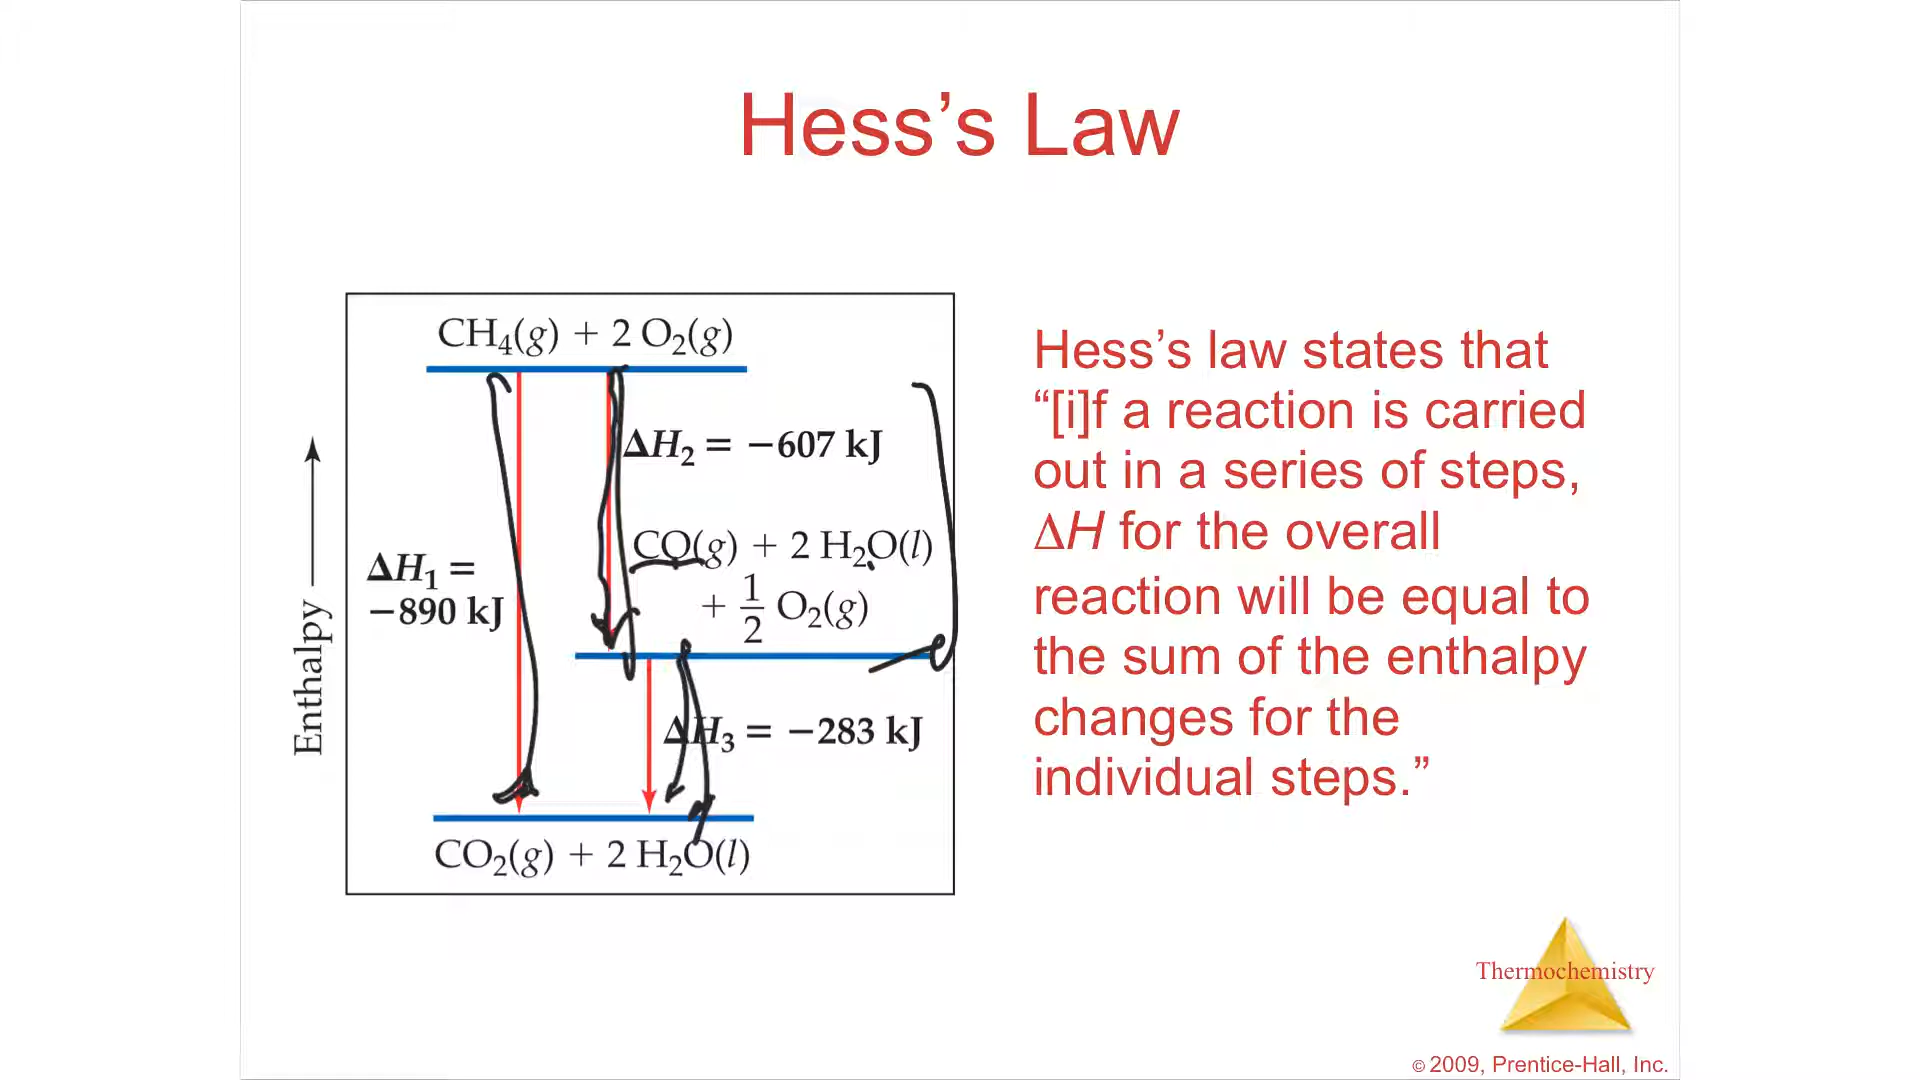 Hess’s Law
CH₄(g) + 2 O₂(g)
ΔH₂ = −607 kJ
CO(g) + 2 H₂O(l)
+ 1/2 O₂(g)
ΔH₁ =
−890 kJ
Enthalpy
ΔH₃ = −283 kJ
CO₂(g) + 2 H₂O(l)
Hess’s law states that
“[i]f a reaction is carried
out in a series of steps,
ΔH for the overall
reaction will be equal to
the sum of the enthalpy
changes for the
individual steps.”
Thermochemistry
© 2009, Prentice-Hall, Inc.